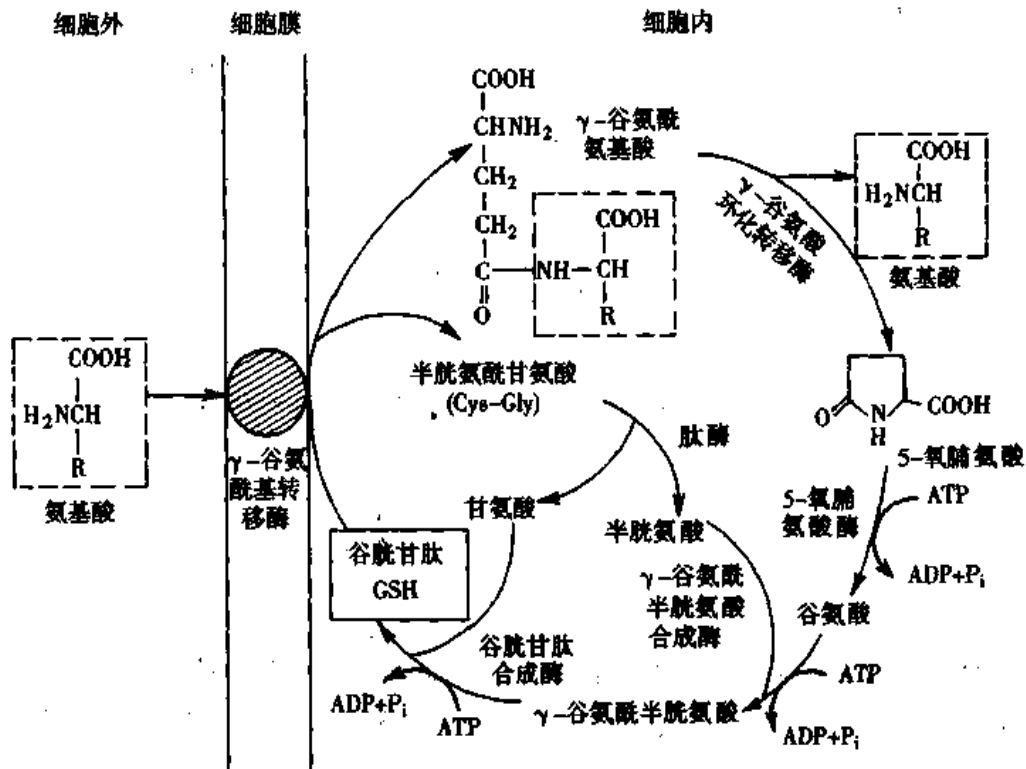 细胞外
细胞膜
细胞内
COOH
CHNH₂
CH₂
CH₂
C
O
NH
COOH
CH
R
γ-谷氨酰
氨基酸
γ-谷氨酸
环化转移酶
COOH
H₂NCH
R
氨基酸
COOH
H₂NCH
R
氨基酸
γ-谷氨
酰基转
移酶
半胱氨酰甘氨酸
(Cys-Gly)
肽酶
甘氨酸
半胱氨酸
O
N
H
COOH
5-氧脯氨酸
5-氧脯
氨酸酶
ATP
ADP+Pᵢ
谷氨酸
谷胱甘肽
GSH
γ-谷氨酰
半胱氨酸
合成酶
ATP
ADP+Pᵢ
谷胱甘肽
合成酶
γ-谷氨酰半胱氨酸
ADP+Pᵢ
ATP